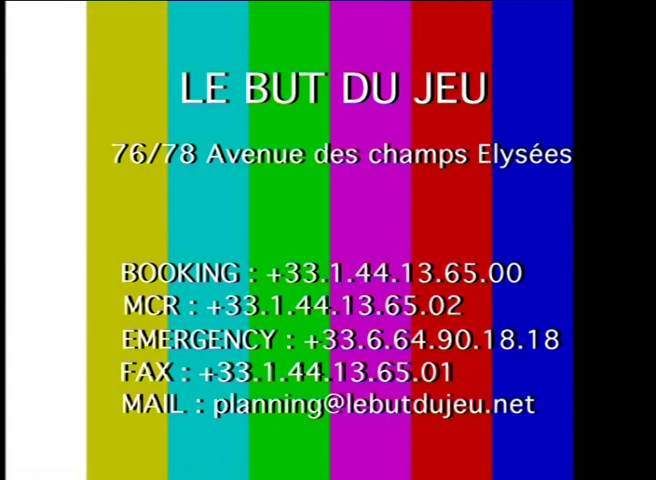 LE BUT DU JEU
76/78 Avenue des champs Elysées
BOOKING : +33.1.44.13.65.00
MCR : +33.1.44.13.65.02
EMERGENCY : +33.6.64.90.18.18
FAX : +33.1.44.13.65.01
MAIL : planning@lebutdujeu.net